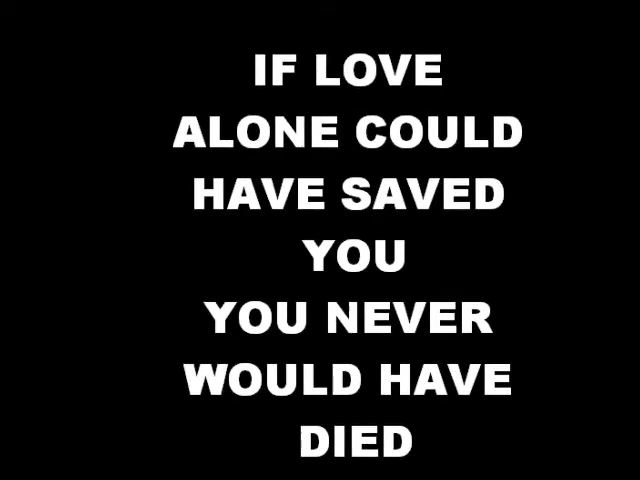 IF LOVE
ALONE COULD
HAVE SAVED
YOU
YOU NEVER
WOULD HAVE
DIED